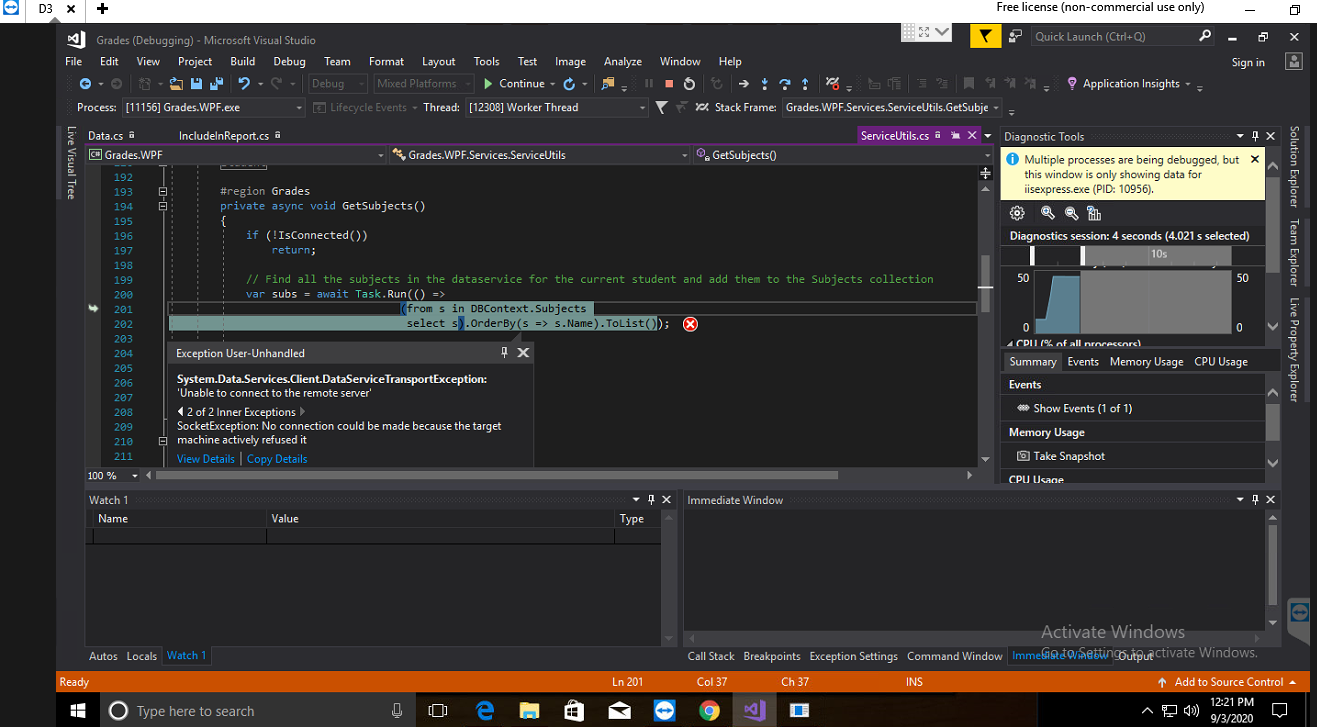 D3
Free license (non-commercial use only)
Grades (Debugging) - Microsoft Visual Studio
Quick Launch (Ctrl+Q)
File Edit View Project Build Debug Team Format Layout Tools Test Image Analyze Window Help
Sign in
Debug Mixed Platforms Continue Application Insights
Process: [11156] Grades.WPF.exe Lifecycle Events Thread: [12308] Worker Thread Stack Frame: Grades.WPF.Services.ServiceUtils.GetSubje
Live Visual Tree
Data.cs IncludeInReport.cs ServiceUtils.cs
Grades.WPF Grades.WPF.Services.ServiceUtils GetSubjects()
192
193 #region Grades
194 private async void GetSubjects()
195 {
196 if (!IsConnected())
197 return;
198
199 // Find all the subjects in the dataservice for the current student and add them to the Subjects collection
200 var subs = await Task.Run(() =>
201 (from s in DBContext.Subjects
202 select s).OrderBy(s => s.Name).ToList());
203
204
205
206
207
208
209
210
211
Exception User-Unhandled
System.Data.Services.Client.DataServiceTransportException:
'Unable to connect to the remote server'
2 of 2 Inner Exceptions
SocketException: No connection could be made because the target
machine actively refused it
View Details Copy Details
100 %
Diagnostic Tools
Multiple processes are being debugged, but
this window is only showing data for
iisexpress.exe (PID: 10956).
Diagnostics session: 4 seconds (4.021 s selected)
10s
50 50
0 0
CPU (% of all processors)
Summary Events Memory Usage CPU Usage
Events
Show Events (1 of 1)
Memory Usage
Take Snapshot
CPU Usage
Solution Explorer
Team Explorer
Live Property Explorer
Watch 1
Name Value Type
Immediate Window
Autos Locals Watch 1
Call Stack Breakpoints Exception Settings Command Window Immediate Window Output
Activate Windows
Go to Settings to activate Windows.
Ready Ln 201 Col 37 Ch 37 INS Add to Source Control
Type here to search
12:21 PM
9/3/2020